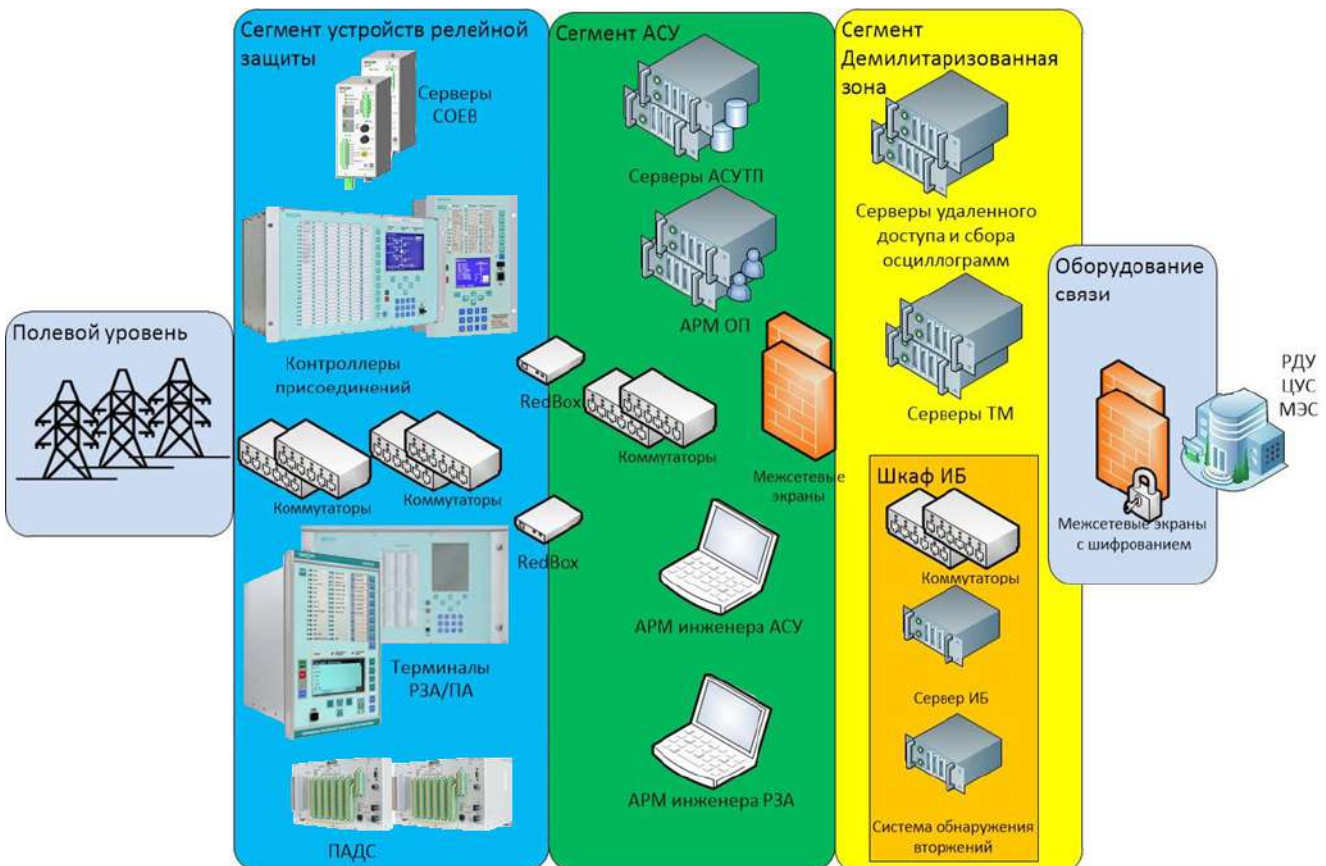 Полевой уровень
Сегмент устройств релейной
защиты
Серверы
СОЕВ
Контроллеры
присоединений
Коммутаторы
Коммутаторы
Терминалы
РЗА/ПА
ПАДС
RedBox
RedBox
Сегмент АСУ
Серверы АСУТП
АРМ ОП
Коммутаторы
Межсетевые
экраны
АРМ инженера АСУ
АРМ инженера РЗА
Сегмент
Демилитаризованная
зона
Серверы удаленного
доступа и сбора
осциллограмм
Серверы ТМ
Шкаф ИБ
Коммутаторы
Сервер ИБ
Система обнаружения
вторжений
Оборудование
связи
Межсетевые экраны
с шифрованием
РДУ
ЦУС
МЭС